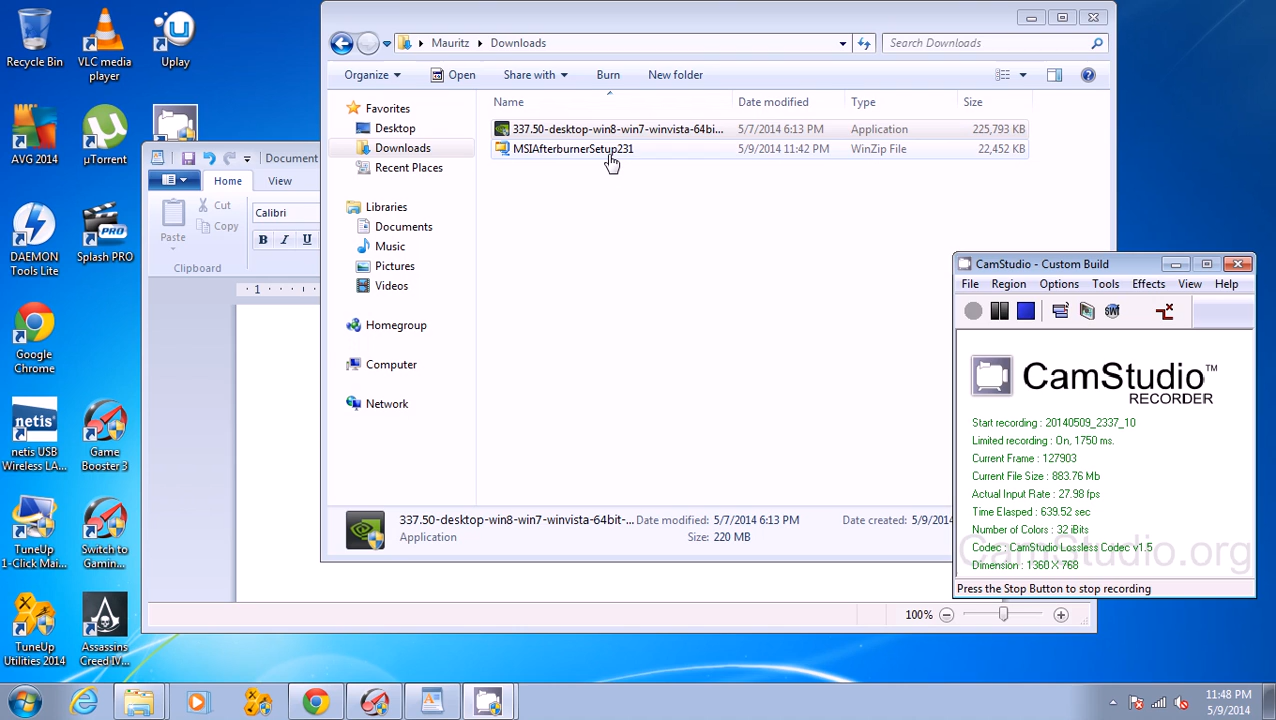 Recycle Bin
VLC media player
Uplay
AVG 2014
µTorrent
DAEMON Tools Lite
Splash PRO
Google Chrome
netis
netis USB Wireless LA...
Game Booster 3
TuneUp 1-Click Mai...
Switch to Gaming...
TuneUp Utilities 2014
Assassins Creed IV...
Document
Home
View
Cut
Copy
Paste
Clipboard
Calibri
B I U
1
100%
Mauritz
Downloads
Search Downloads
Organize
Open
Share with
Burn
New folder
Favorites
Desktop
Downloads
Recent Places
Libraries
Documents
Music
Pictures
Videos
Homegroup
Computer
Network
Name Date modified Type Size
337.50-desktop-win8-win7-winvista-64bi... 5/7/2014 6:13 PM Application 225,793 KB
MSIAfterburnerSetup231 5/9/2014 11:42 PM WinZip File 22,452 KB
337.50-desktop-win8-win7-winvista-64bit-... Date modified: 5/7/2014 6:13 PM Date created: 5/9/
Application Size: 220 MB
CamStudio - Custom Build
File Region Options Tools Effects View Help
SWF
CamStudio™
RECORDER
Start recording : 20140509_2337_10
Limited recording : On, 1750 ms.
Current Frame : 127903
Current File Size : 883.76 Mb
Actual Input Rate : 27.98 fps
Time Elasped : 639.52 sec
Number of Colors : 32 iBits
Codec : CamStudio Lossless Codec v1.5
Dimension : 1360 X 768
CamStudio.org
Press the Stop Button to stop recording
11:48 PM
5/9/2014